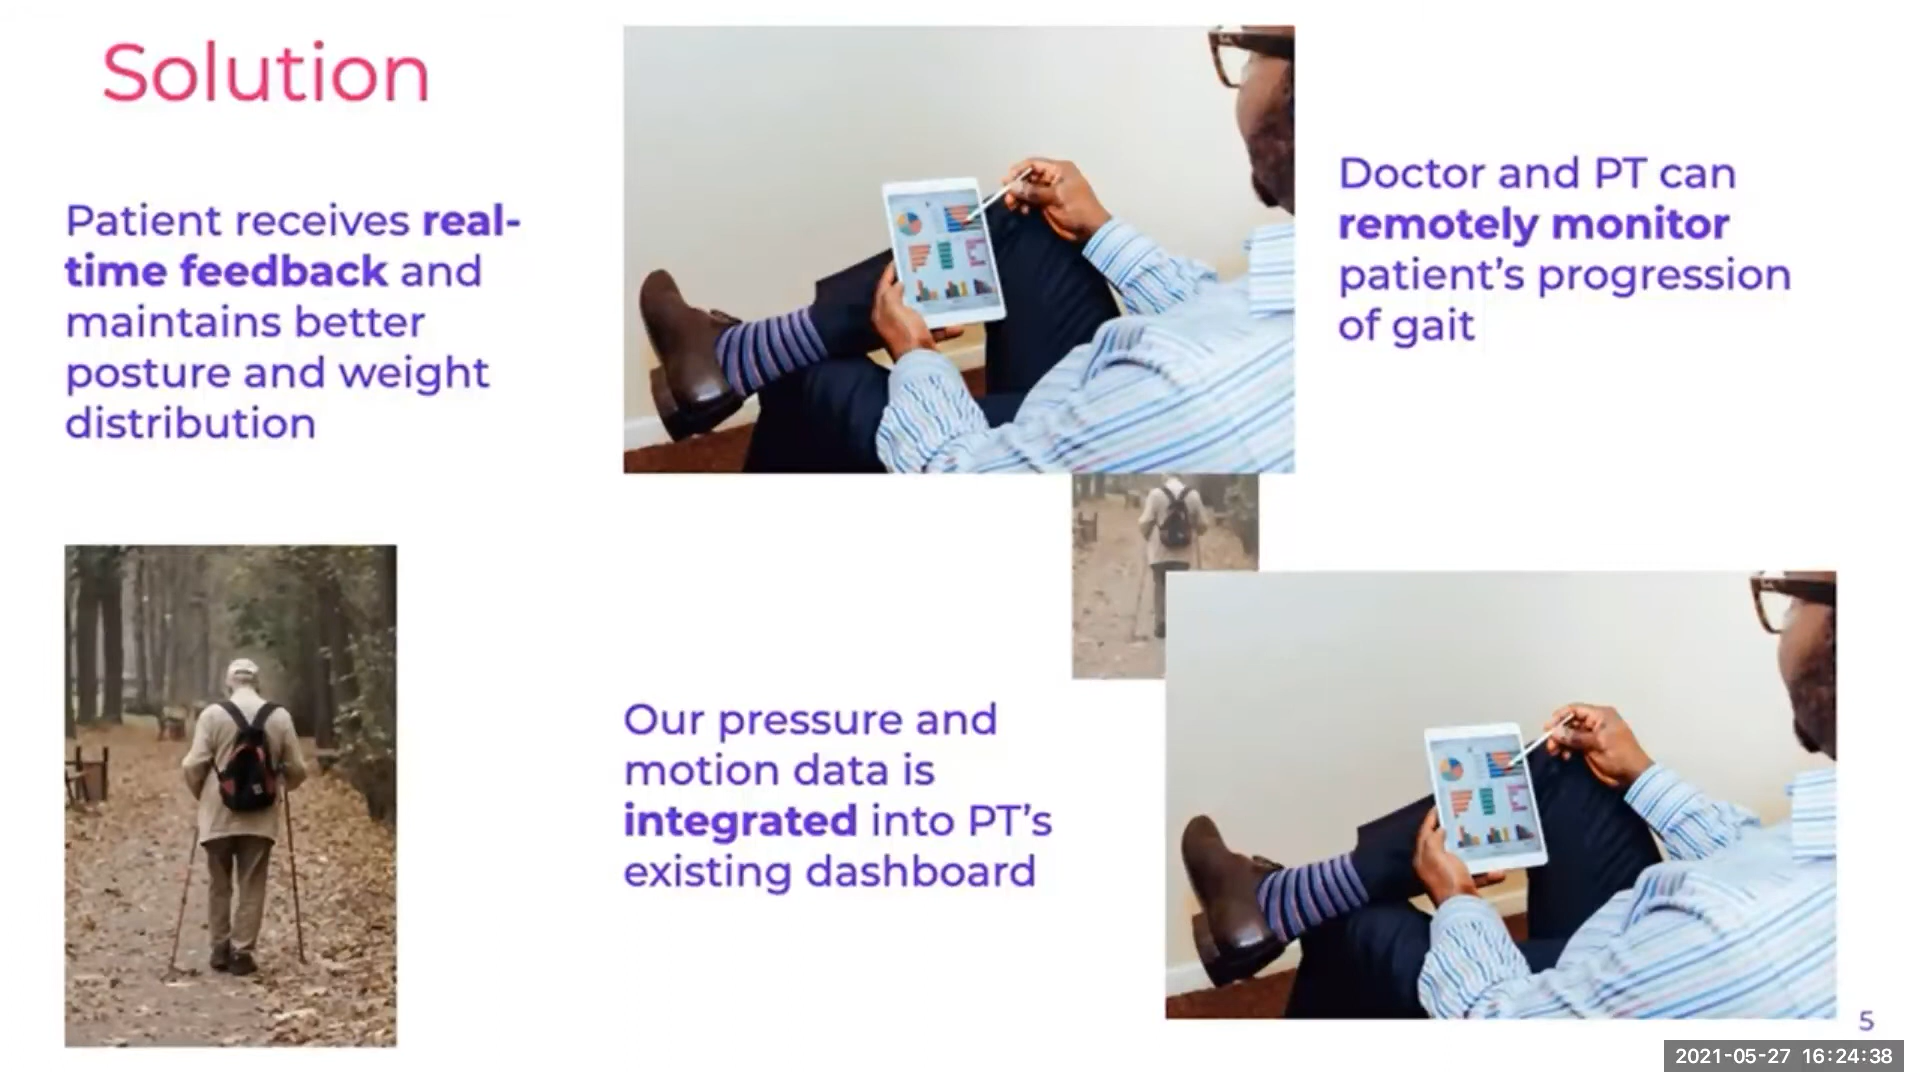 Solution
Patient receives real-
time feedback and
maintains better
posture and weight
distribution
Doctor and PT can
remotely monitor
patient's progression
of gait
Our pressure and
motion data is
integrated into PT's
existing dashboard
5
2021-05-27 16:24:38